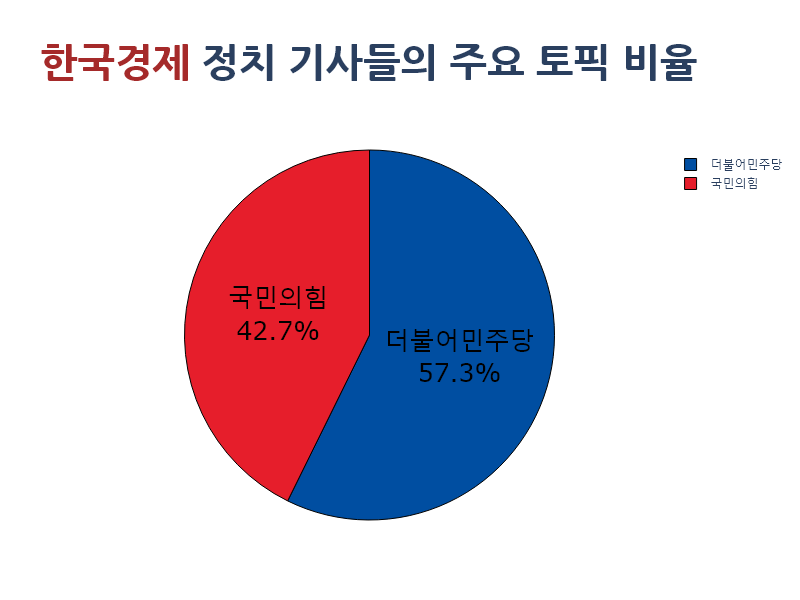 한국경제 정치 기사들의 주요 토픽 비율
더불어민주당
국민의힘
국민의힘
42.7%
더불어민주당
57.3%